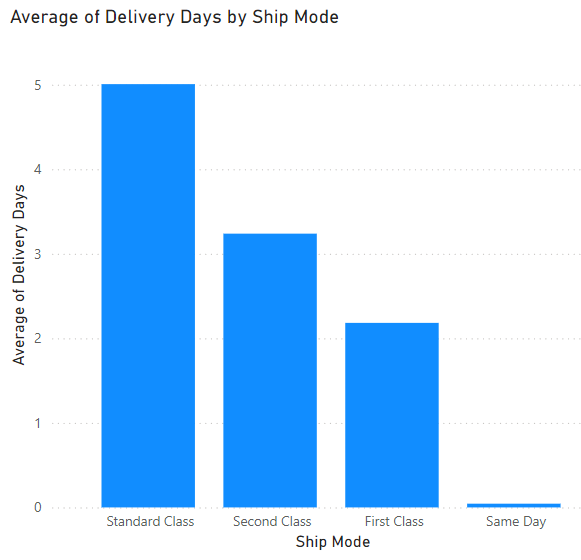 Average of Delivery Days by Ship Mode
5
4
3
2
1
0
Average of Delivery Days
Standard Class
Second Class
First Class
Same Day
Ship Mode